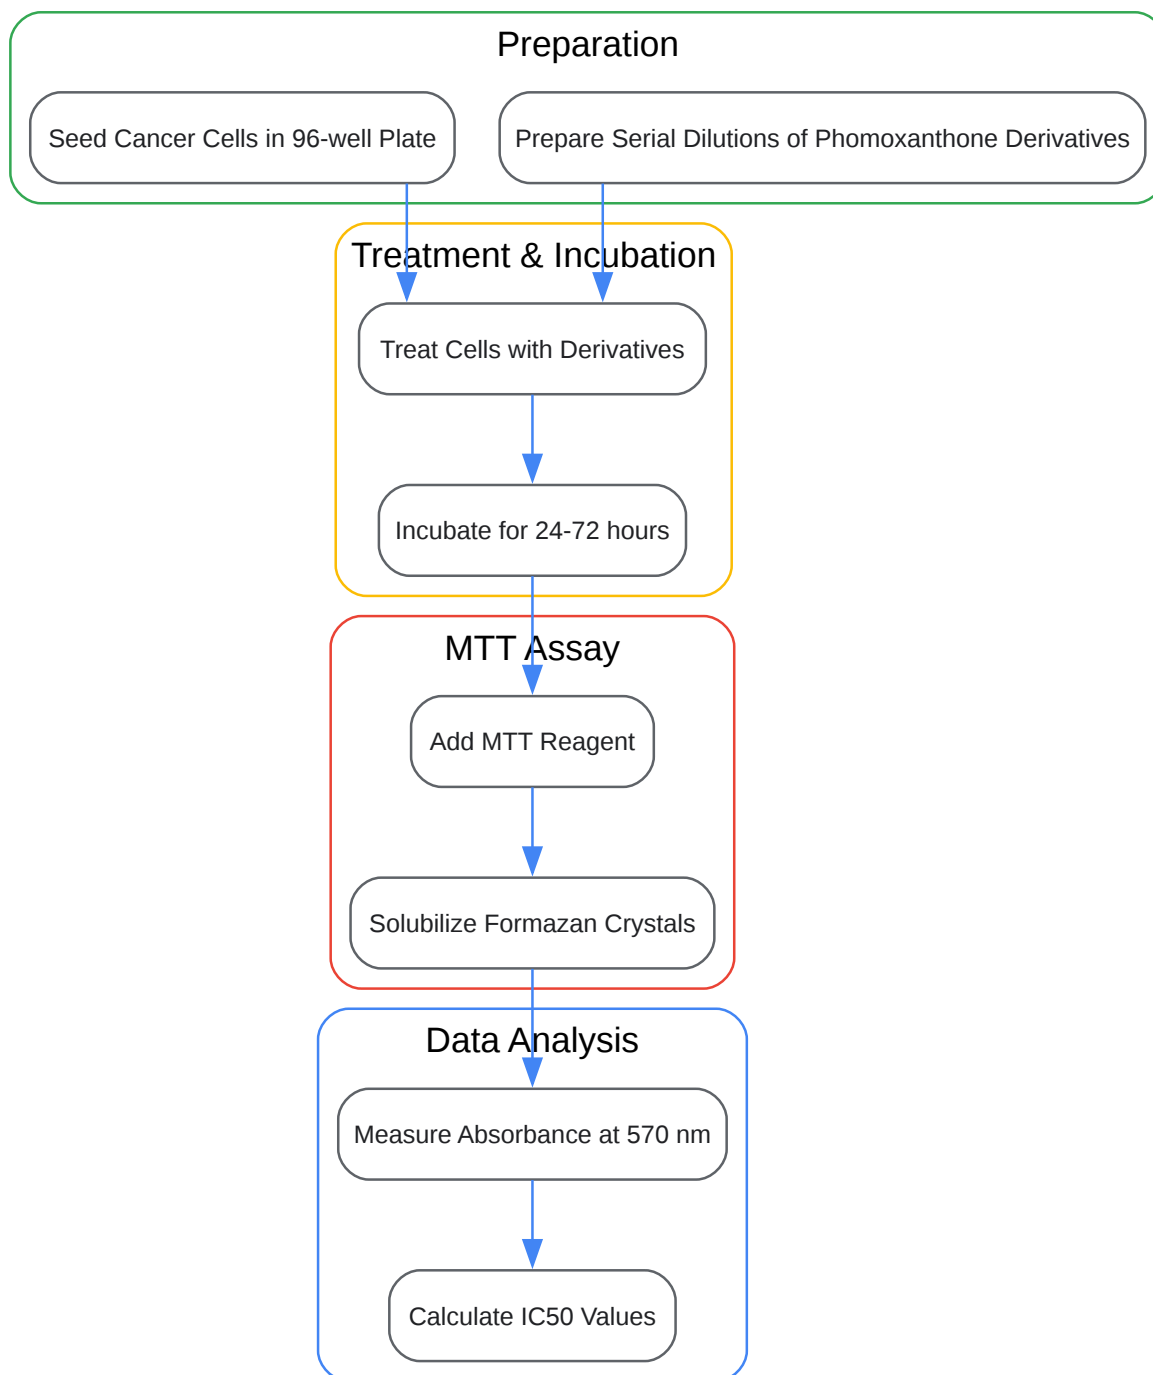 Preparation
Seed Cancer Cells in 96-well Plate
Prepare Serial Dilutions of Phomoxanthone Derivatives
Treatment & Incubation
Treat Cells with Derivatives
Incubate for 24-72 hours
MTT Assay
Add MTT Reagent
Solubilize Formazan Crystals
Data Analysis
Measure Absorbance at 570 nm
Calculate IC50 Values